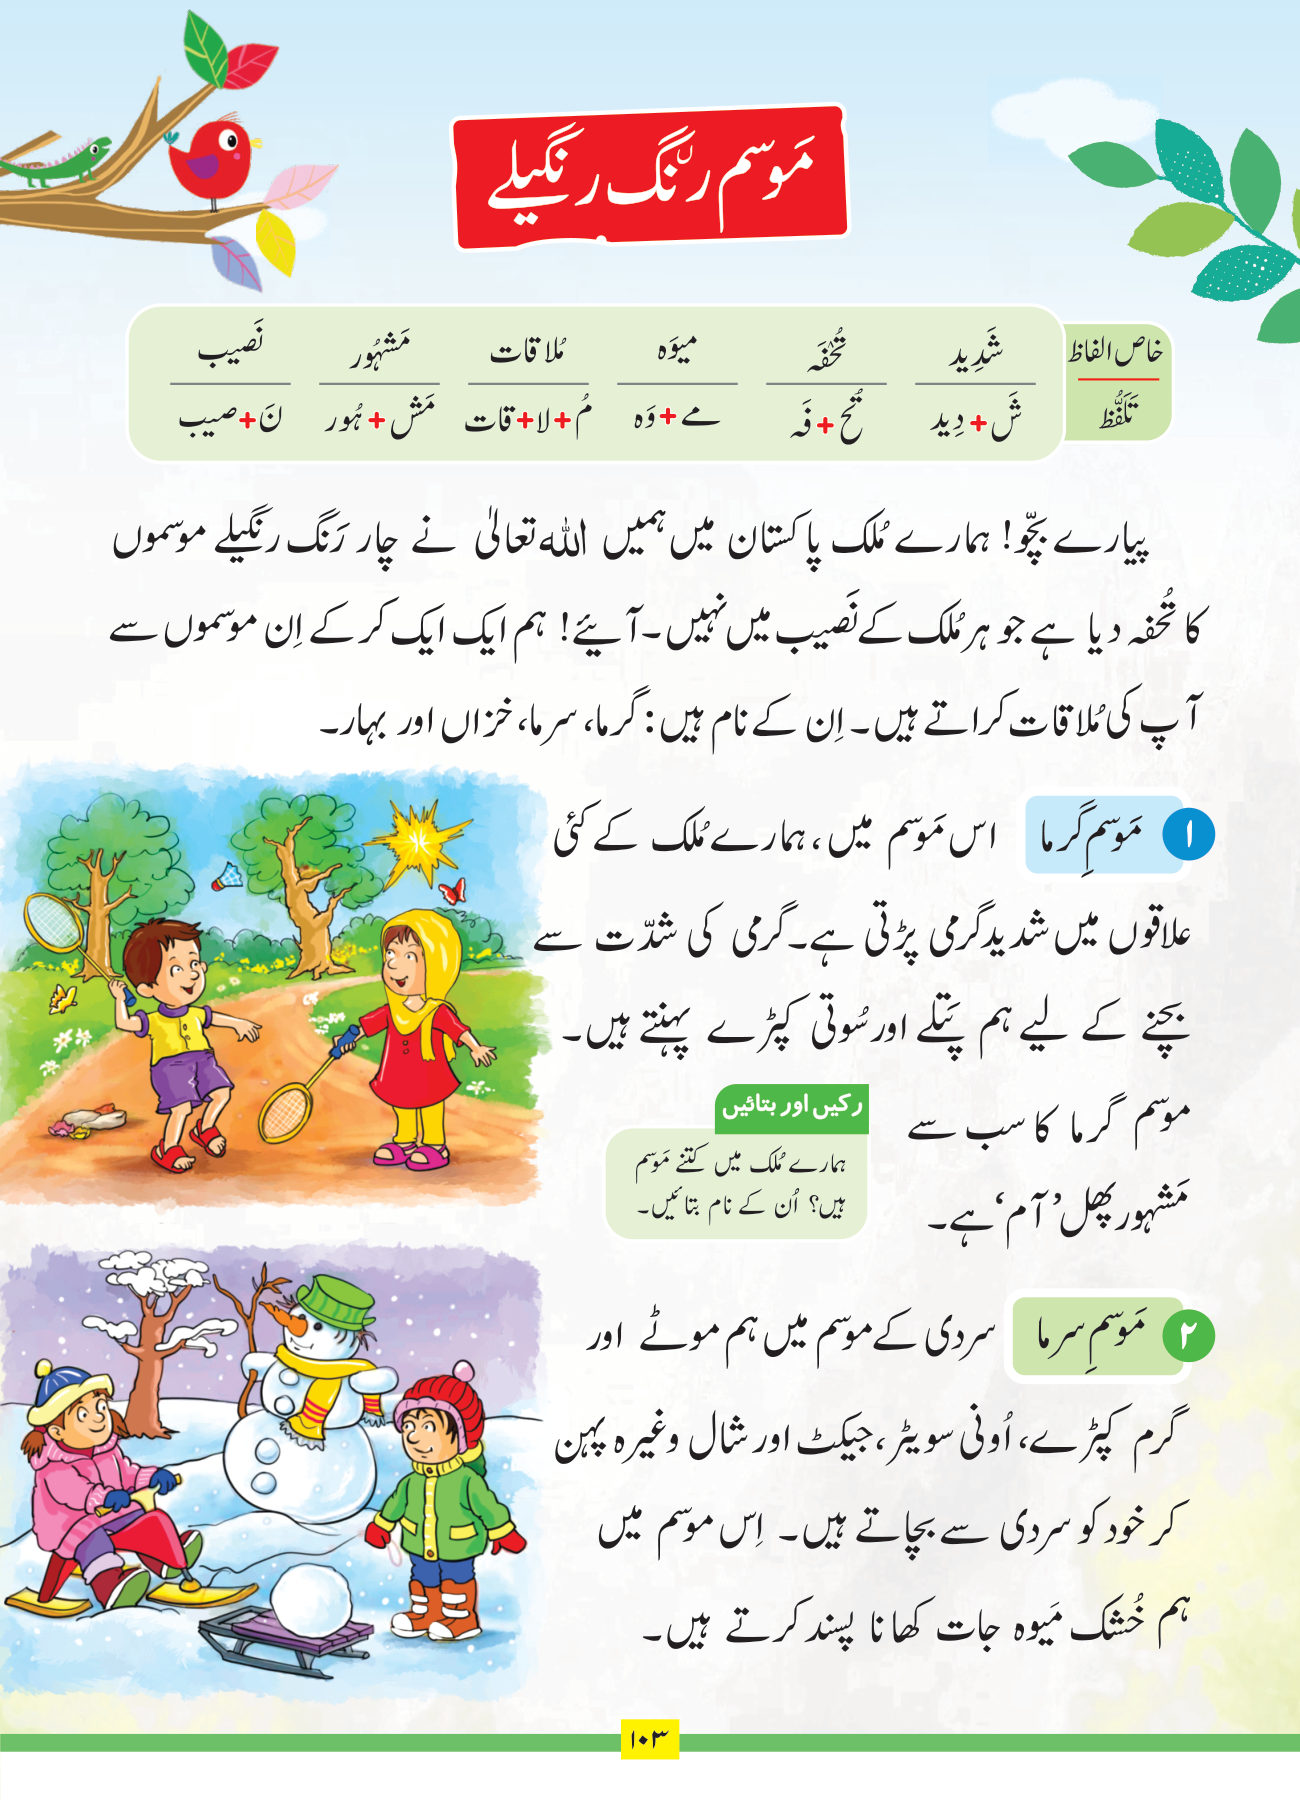 مَوسم رنگ رنگیلے
خاص الفاظ شَدِید تُحْفَہ میوَہ مُلاقات مَشہُور نَصیب
تَلَفُّظ شَ+دِید تُح+فَہ مے+وَہ مُ+لا+قات مَش+ہُور نَ+صیب
پیارے بچّو! ہمارے مُلک پاکستان میں ہمیں اللہ تعالیٰ نے چار رَنگ رنگیلے موسموں
کا تُحفہ دیا ہے جو ہر مُلک کے نَصیب میں نہیں۔ آئیے! ہم ایک ایک کر کے اِن موسموں سے
آپ کی مُلاقات کراتے ہیں۔ اِن کے نام ہیں: گرما، سرما، خزاں اور بہار۔
۱ مَوسمِ گرما اس مَوسم میں، ہمارے مُلک کے کئی
علاقوں میں شدید گرمی پڑتی ہے۔ گرمی کی شدّت سے
بچنے کے لیے ہم پَتلے اور سُوتی کپڑے پہنتے ہیں۔
موسم گرما کا سب سے
مَشہور پھل ’آم‘ ہے۔
رکیں اور بتائیں
ہمارے مُلک میں کتنے مَوسم
ہیں؟ اُن کے نام بتائیں۔
۲ مَوسمِ سرما سردی کے موسم میں ہم موٹے اور
گرم کپڑے، اُونی سویٹر، جیکٹ اور شال وغیرہ پہن
کر خود کو سردی سے بچاتے ہیں۔ اِس موسم میں
ہم خُشک مَیوہ جات کھانا پسند کرتے ہیں۔
۱۰۳